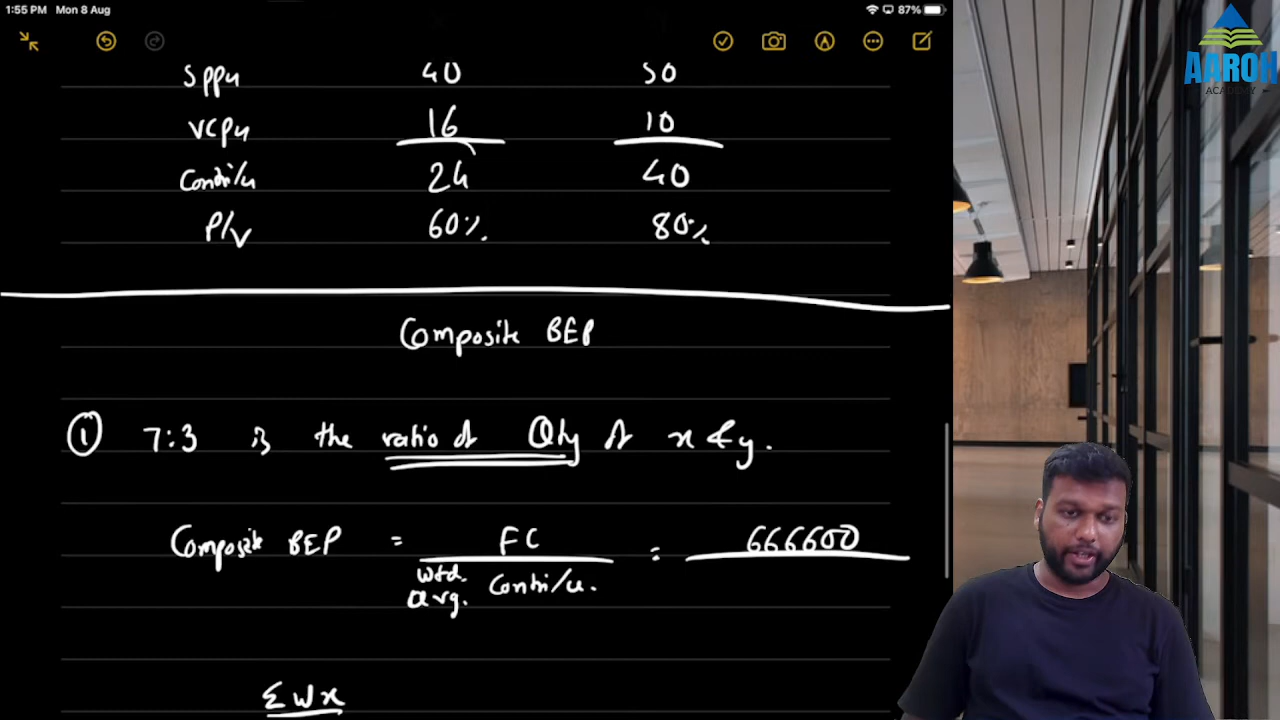 1:55 PM Mon 8 Aug 87%
AAROH
ACADEMY
SPPU 40 50
VCPU 16 10
Contri/u 24 40
P/V 60% 80%
Composite BEP
① 7:3 is the ratio of Qty of x & y.
Composite BEP = FC = 666600
Wtd. avg. Contri/u.
Σwx